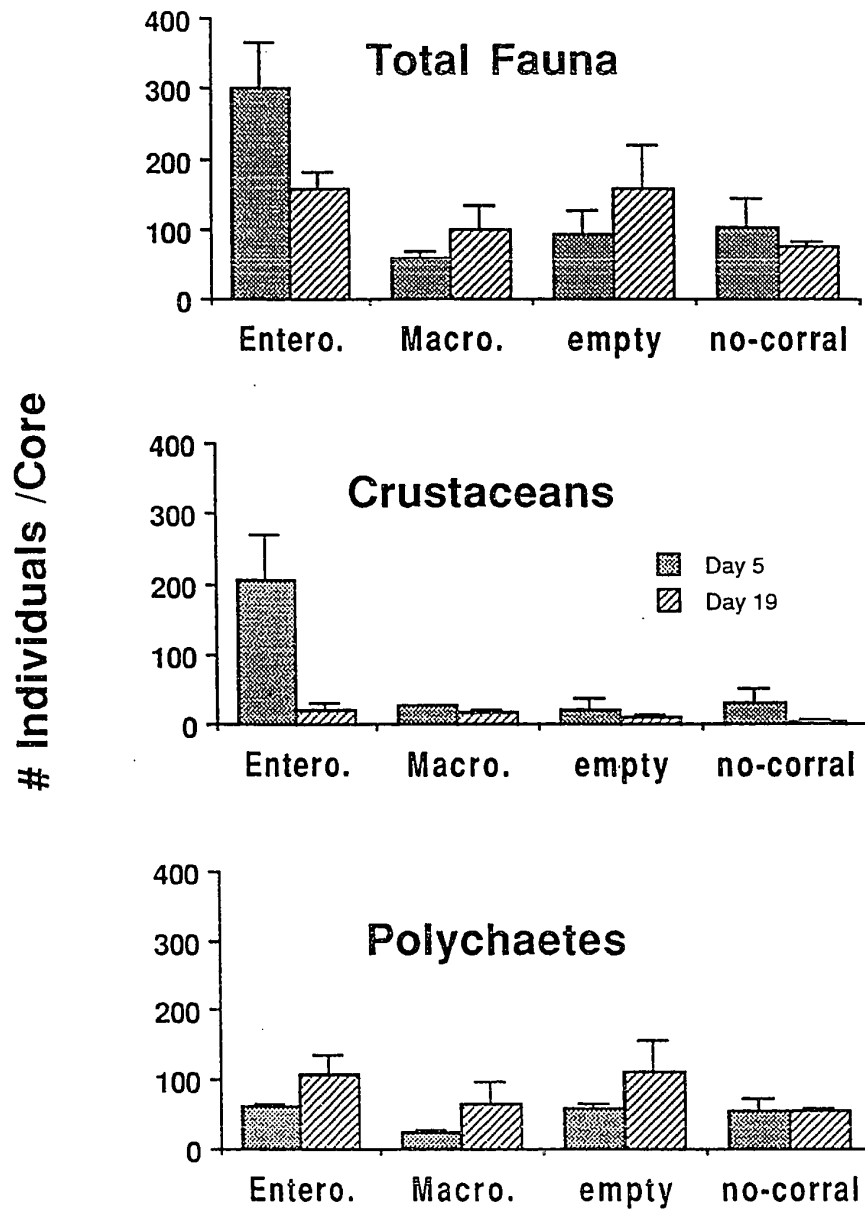 # Individuals /Core
Total Fauna
400
300
200
100
0
Entero. Macro. empty no-corral
Crustaceans
400
300
200
100
0
Day 5
Day 19
Entero. Macro. empty no-corral
Polychaetes
400
300
200
100
0
Entero. Macro. empty no-corral